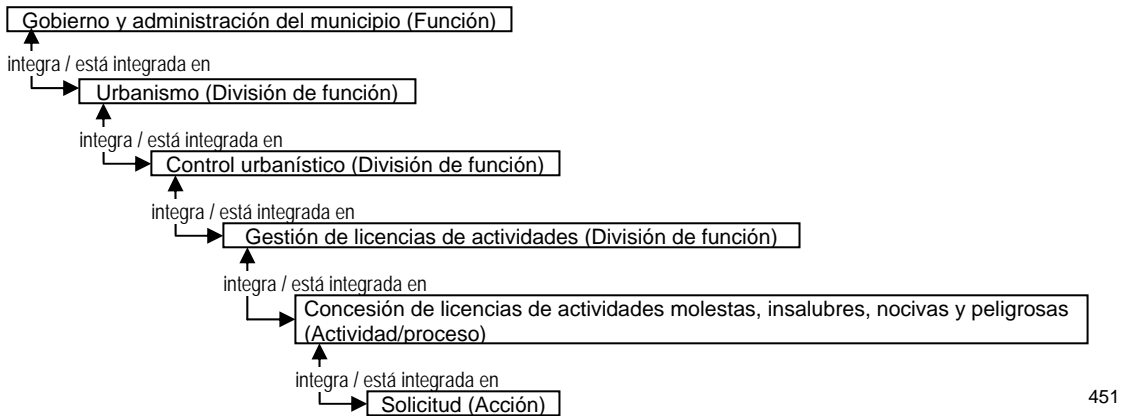 Gobierno y administración del municipio (Función)
integra / está integrada en
Urbanismo (División de función)
integra / está integrada en
Control urbanístico (División de función)
integra / está integrada en
Gestión de licencias de actividades (División de función)
integra / está integrada en
Concesión de licencias de actividades molestas, insalubres, nocivas y peligrosas
(Actividad/proceso)
integra / está integrada en
Solicitud (Acción)
451